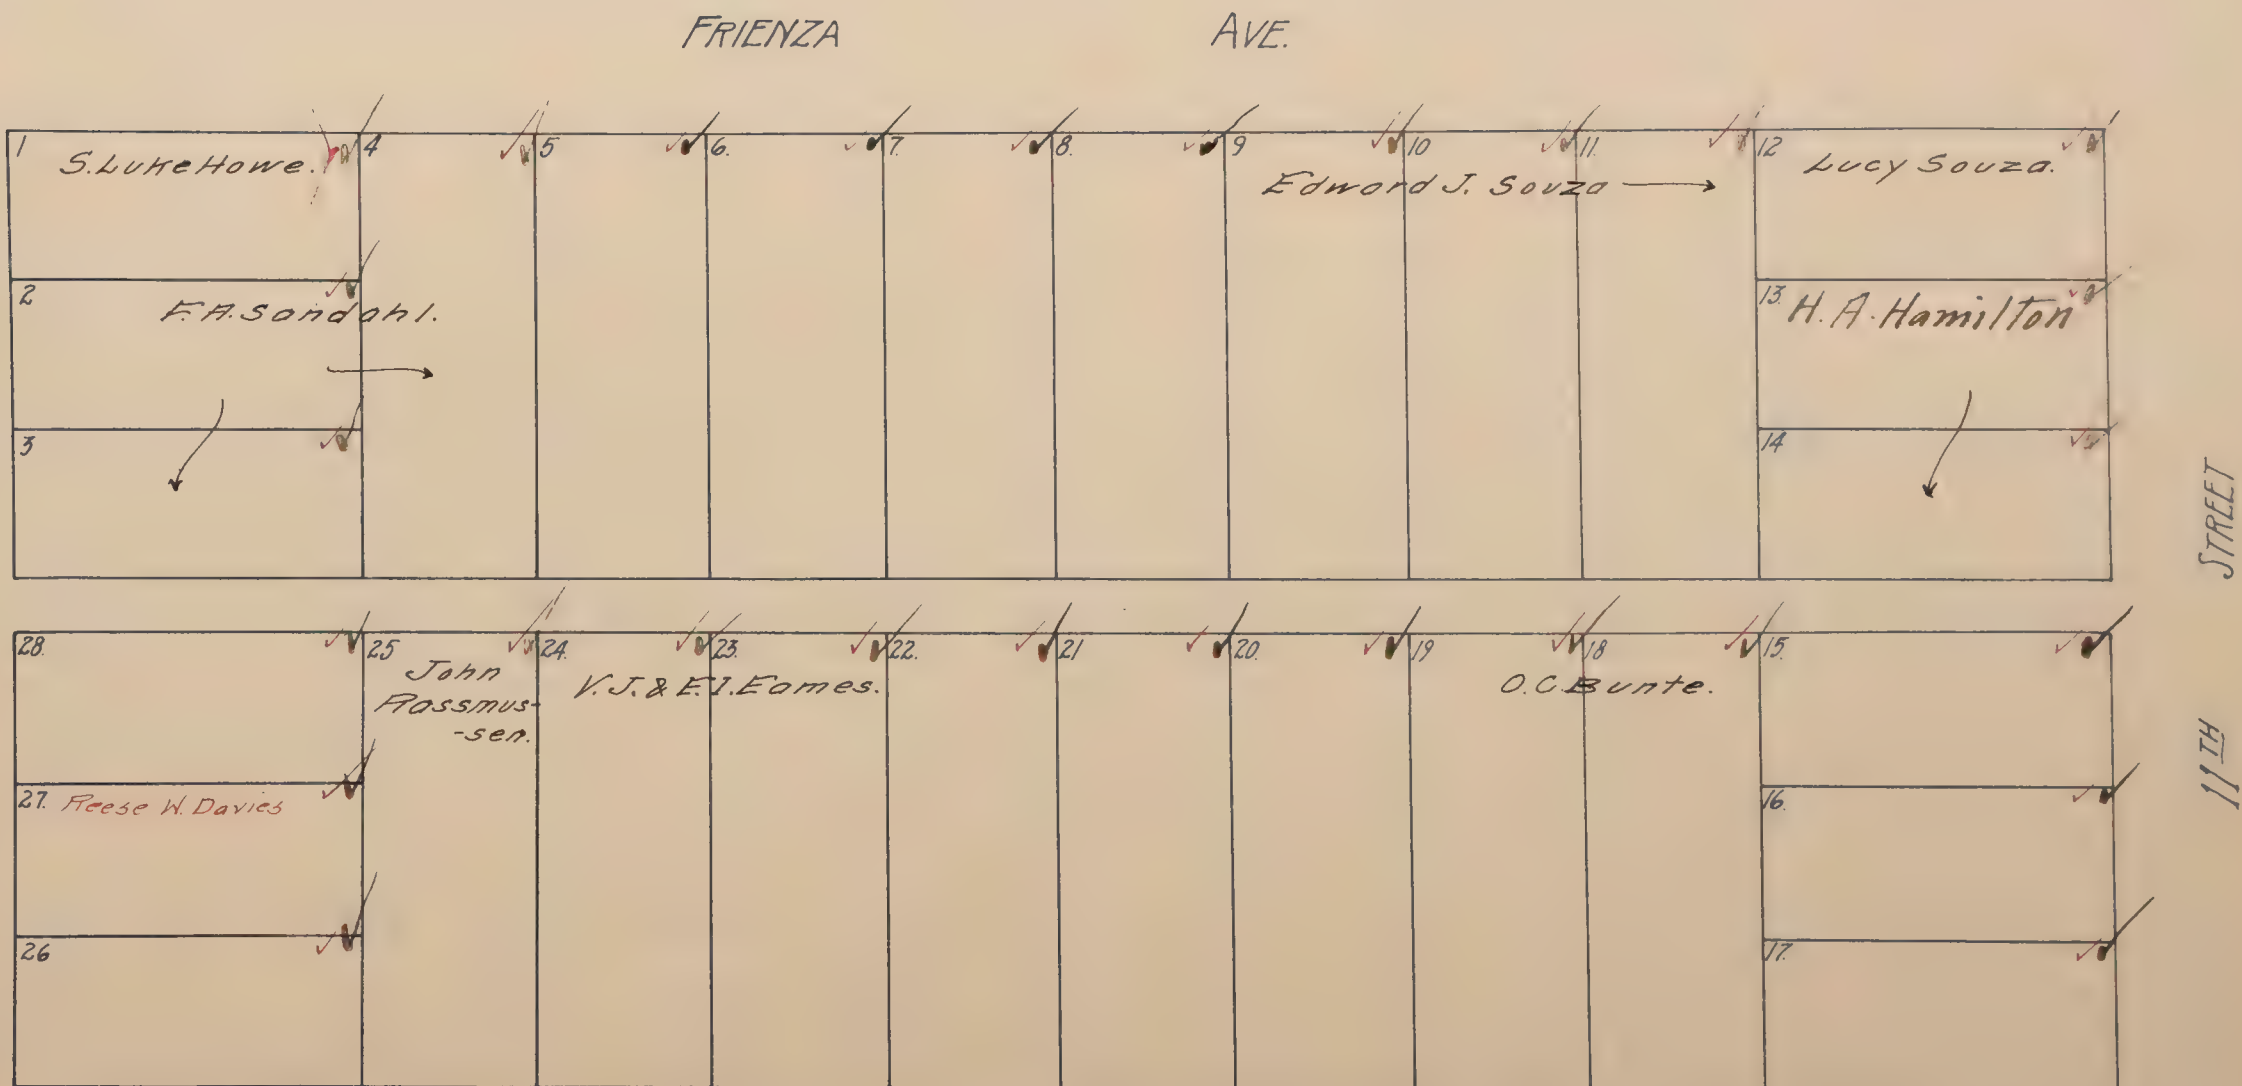 FRIENZA AVE.
1 4 5 6. 7. 8. 9 10 11. 12
S. Luke Howe.
Lucy Souza.
Edward J. Souza
2
F. A. Sandahl.
13. H. A. Hamilton
3
14
STREET
11TH
28. 25 24. 23. 22. 21 20. 19 18 15.
John
Rassmus-
-sen.
V. J. & E. I. Eames.
O. C. Bunte.
27. Reese W. Davies
16.
26
17.